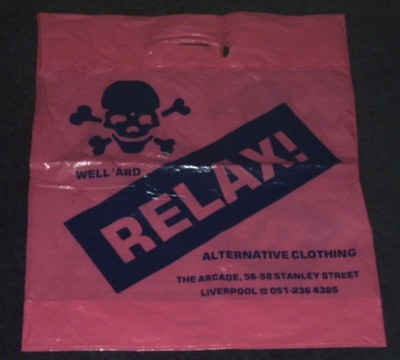 WELL 'ARD
RELAX!
ALTERNATIVE CLOTHING
THE ARCADE, 56-58 STANLEY STREET
LIVERPOOL ☎ 051-236 4385